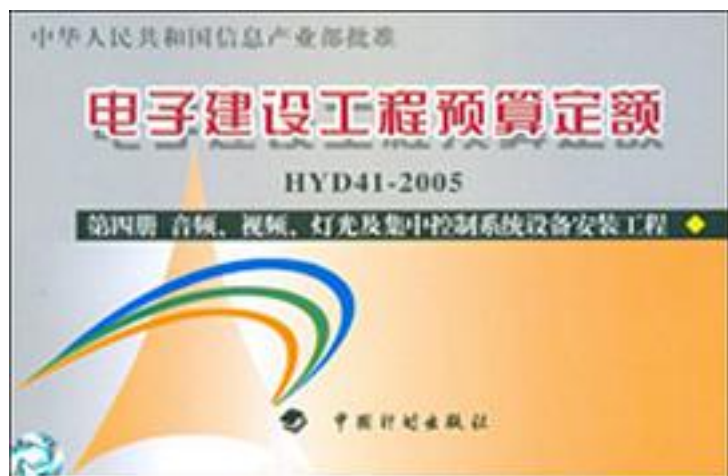 中华人民共和国信息产业部批准
电子建设工程预算定额
HYD41-2005
第四册 音频、视频、灯光及集中控制系统设备安装工程
中国计划出版社